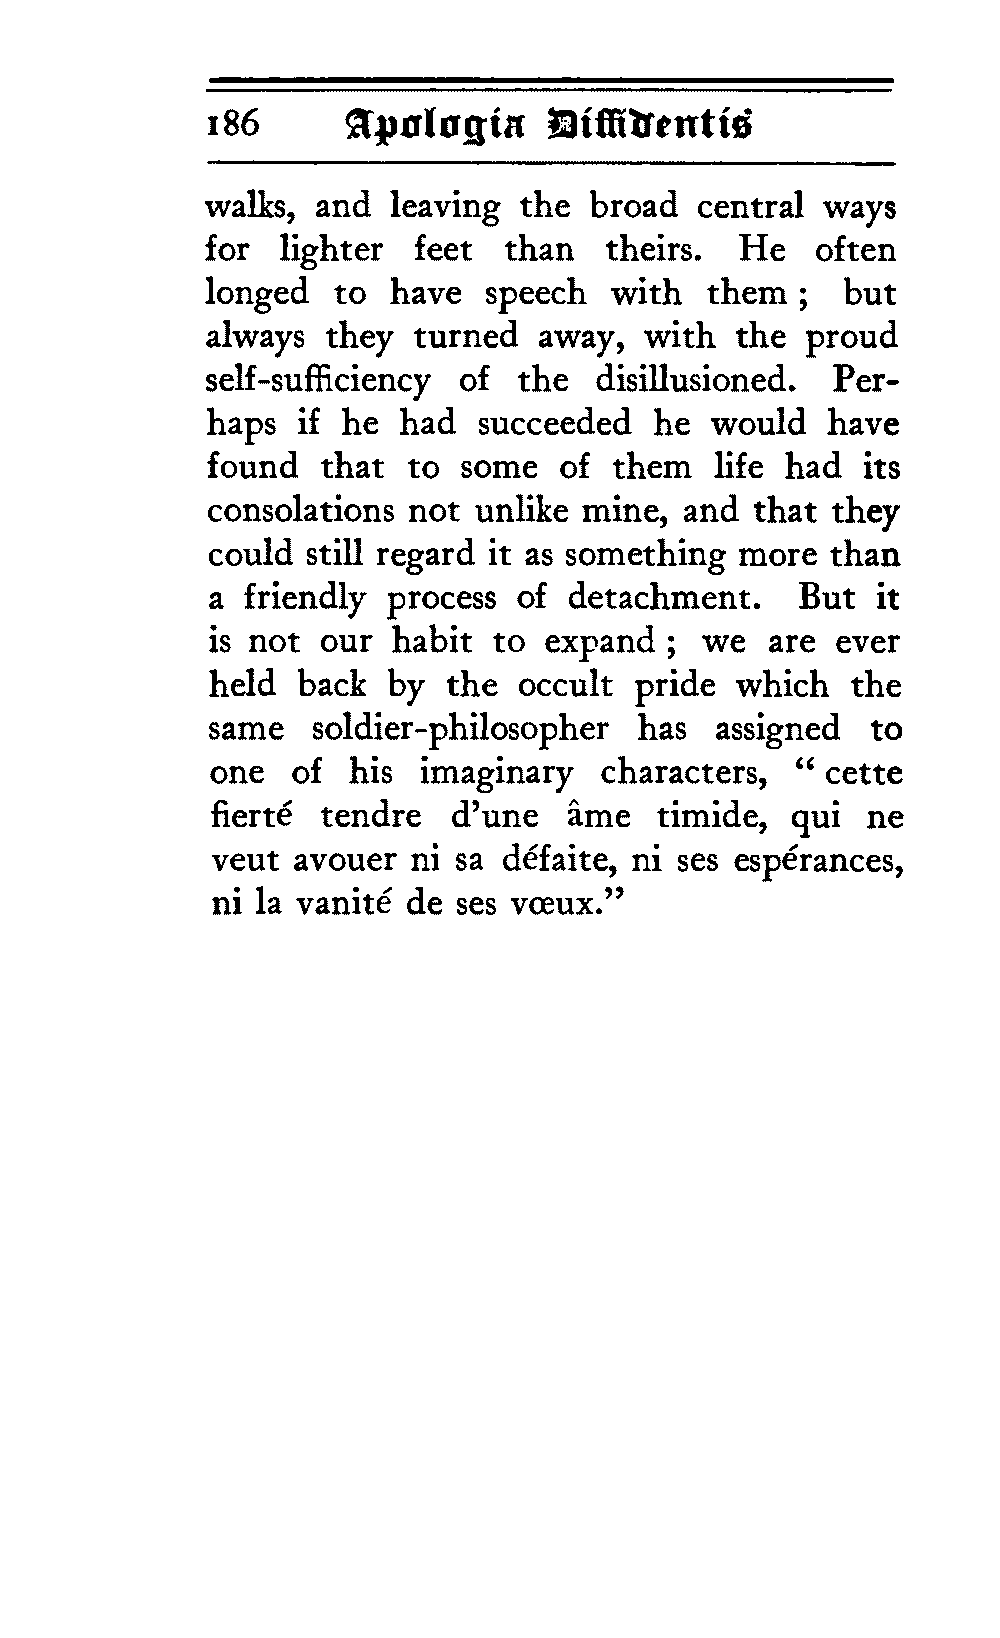 186 Apologia Diffidentis
walks, and leaving the broad central ways
for lighter feet than theirs. He often
longed to have speech with them ; but
always they turned away, with the proud
self-sufficiency of the disillusioned. Per-
haps if he had succeeded he would have
found that to some of them life had its
consolations not unlike mine, and that they
could still regard it as something more than
a friendly process of detachment. But it
is not our habit to expand ; we are ever
held back by the occult pride which the
same soldier-philosopher has assigned to
one of his imaginary characters, “ cette
fierté tendre d’une âme timide, qui ne
veut avouer ni sa défaite, ni ses espérances,
ni la vanité de ses vœux.”